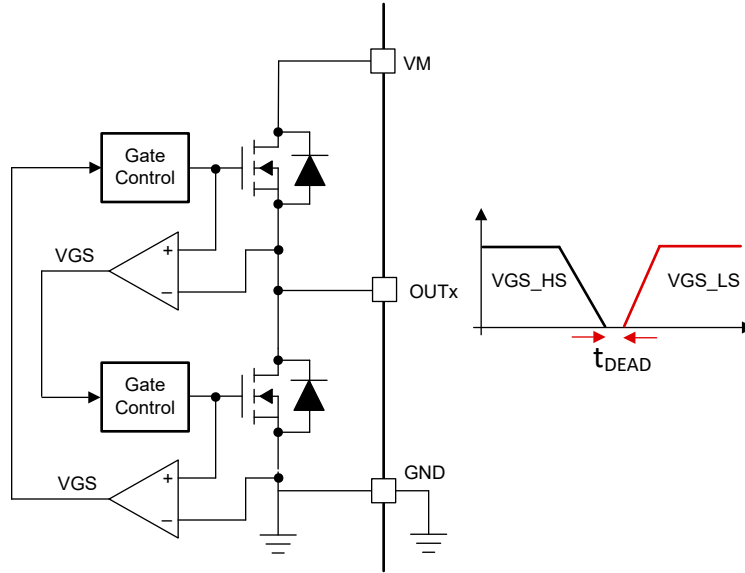 VM
Gate
Control
+
VGS
−
OUTx
VGS_HS
VGS_LS
tDEAD
Gate
Control
GND
+
VGS
−